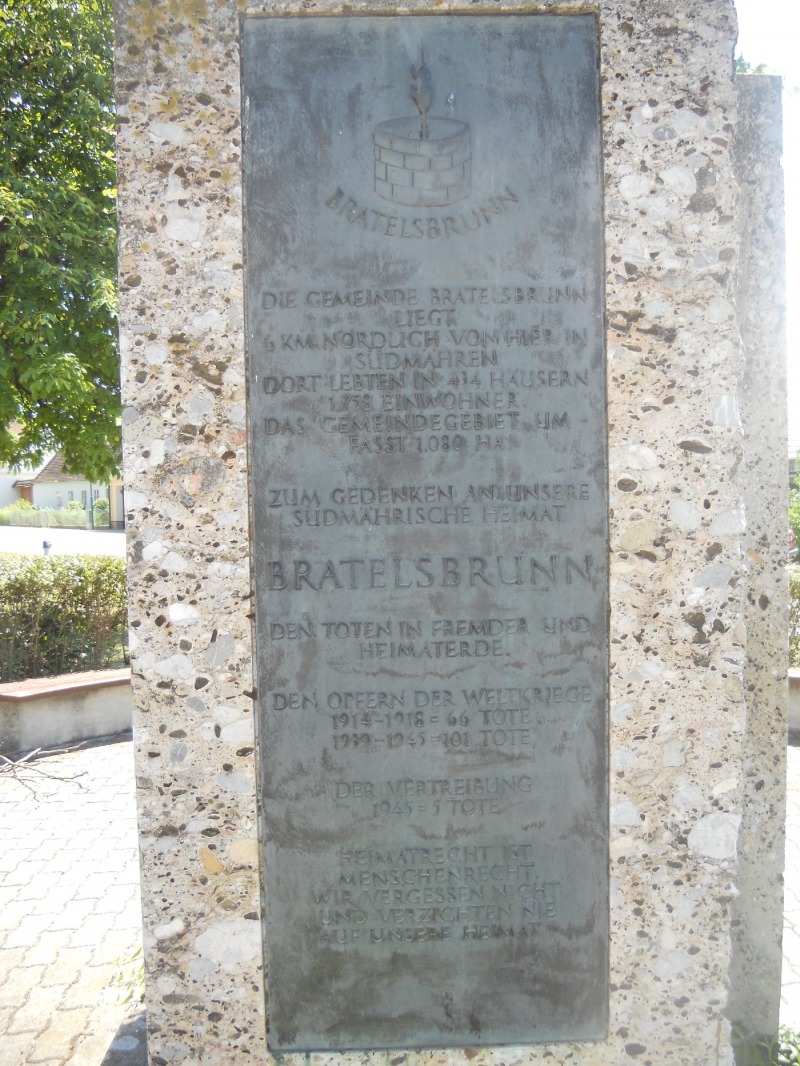 BRATELSBRUNN
DIE GEMEINDE BRATELSBRUNN
LIEGT
6 KM NÖRDLICH VON HIER IN
SÜDMÄHREN
DORT LEBTEN IN 434 HÄUSERN
1.758 EINWOHNER
DAS GEMEINDEGEBIET UM-
FASST 1.080 HA
ZUM GEDENKEN AN UNSERE
SÜDMÄHRISCHE HEIMAT
BRATELSBRUNN
DEN TOTEN IN FREMDER UND
HEIMATERDE.
DEN OPFERN DER WELTKRIEGE
1914-1918 = 66 TOTE
1939-1945 = 101 TOTE
DER VERTREIBUNG
1945 = 5 TOTE
HEIMATRECHT IST
MENSCHENRECHT
WIR VERGESSEN NICHT
UND VERZICHTEN NIE
AUF UNSERE HEIMAT